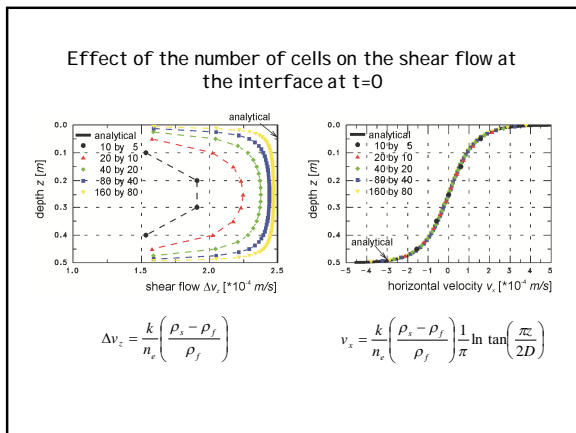 Effect of the number of cells on the shear flow at
the interface at t=0
analytical
0.0
0.1
0.2
0.3
0.4
0.5
depth z [m]
analytical
10 by 5
20 by 10
40 by 20
80 by 40
160 by 80
1.0 1.5 2.0 2.5
shear flow Δv_z [*10⁻⁴ m/s]
0.0
0.1
0.2
0.3
0.4
0.5
depth z [m]
analytical
10 by 5
20 by 10
40 by 20
80 by 40
160 by 80
analytical
-5 -4 -3 -2 -1 0 1 2 3 4 5
horizontal velocity v_x [*10⁻⁴ m/s]
Δv_z = k/n_e ((ρ_s − ρ_f)/ρ_f)
v_x = k/n_e ((ρ_s − ρ_f)/ρ_f) 1/π ln tan(πz/2D)